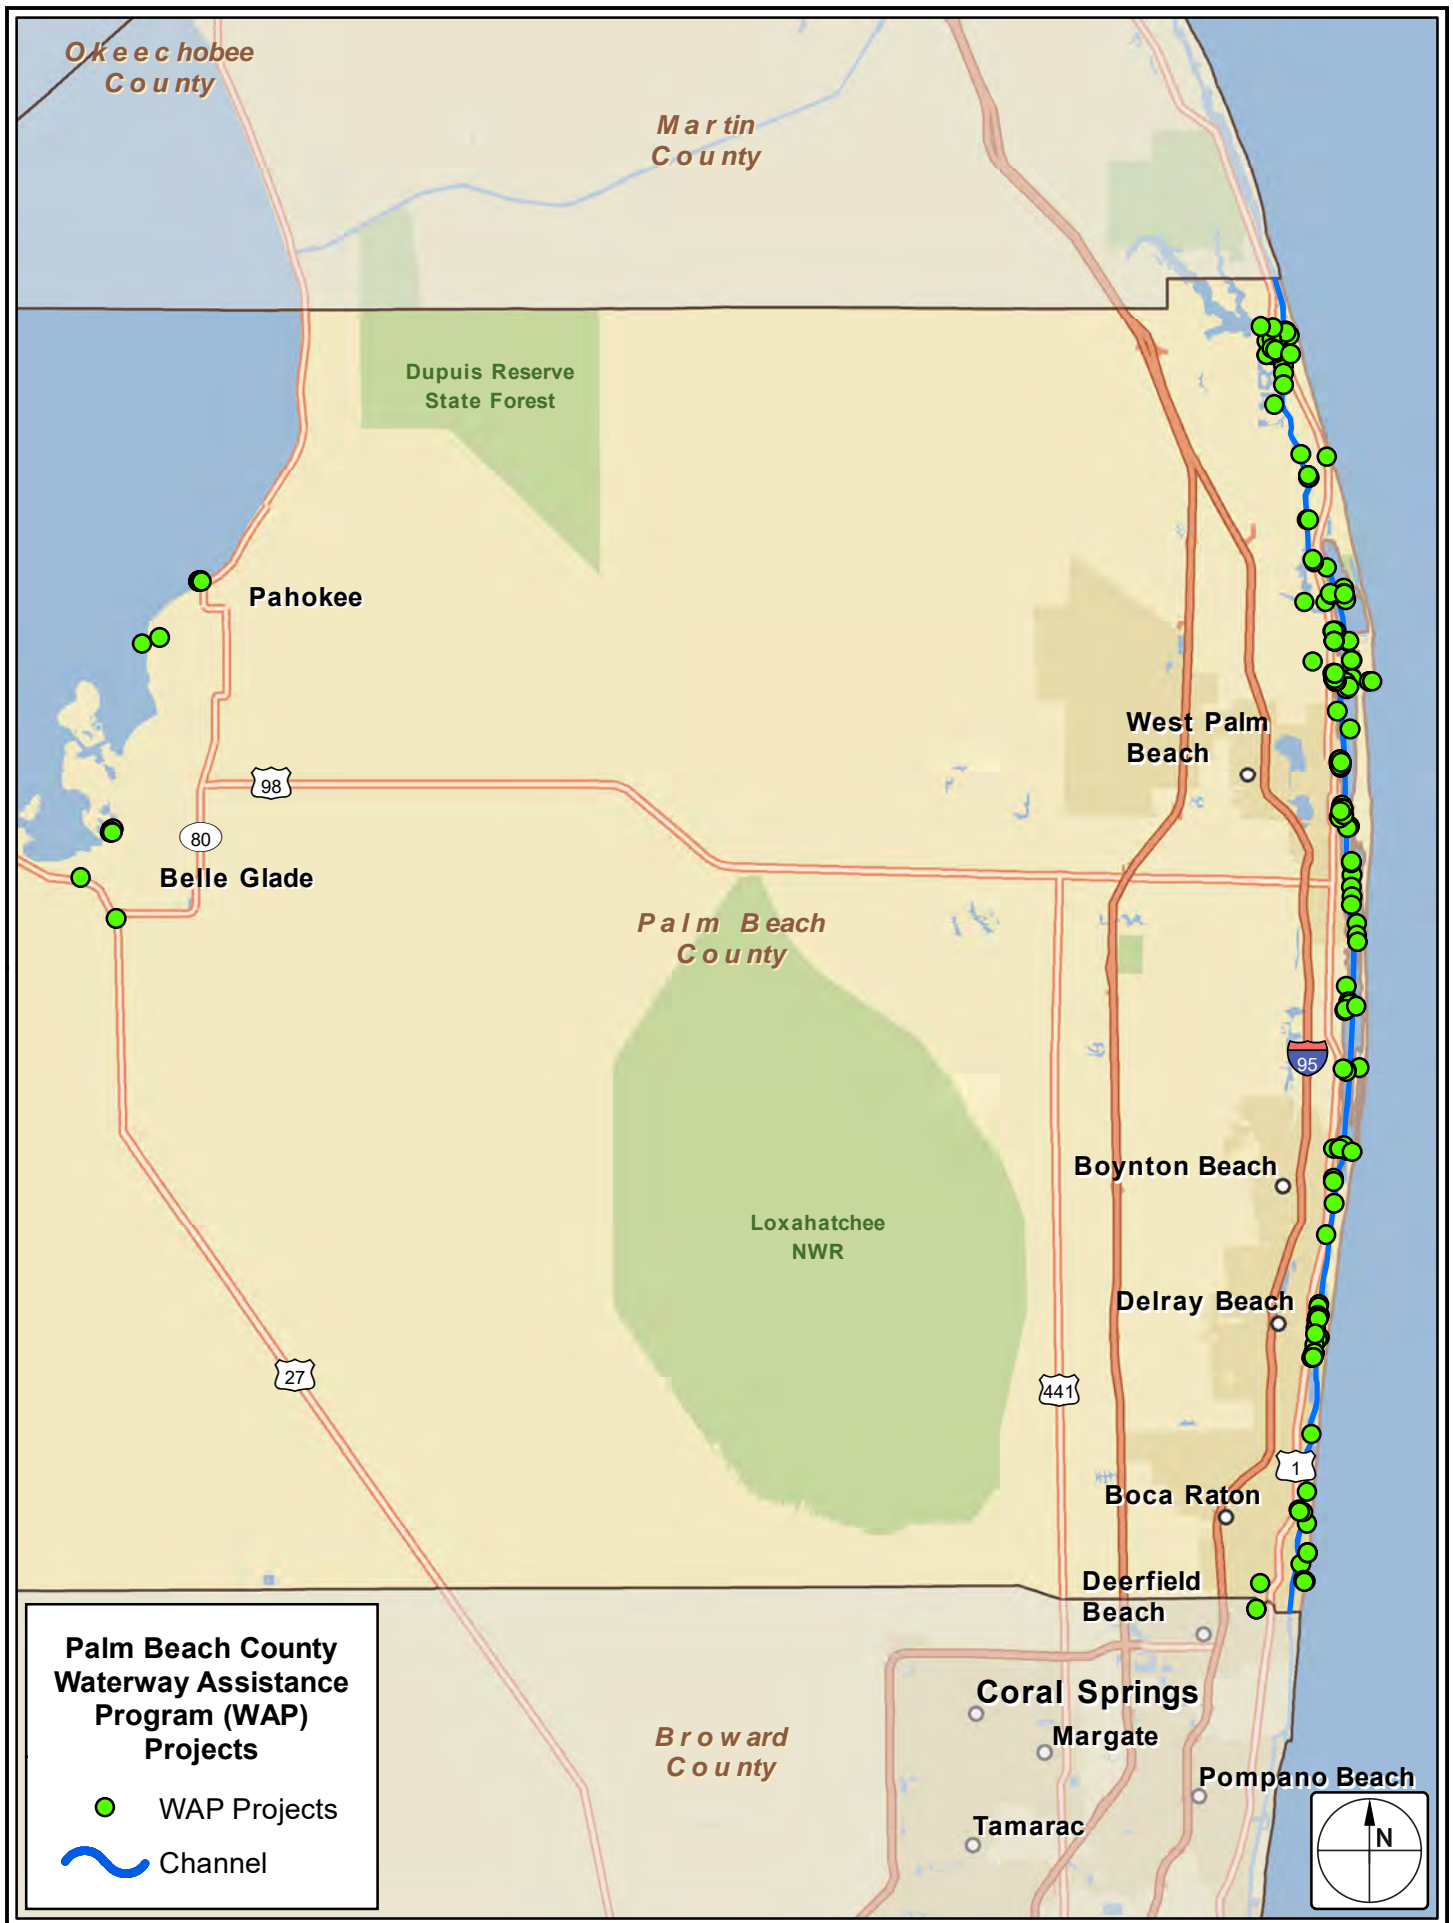 Okeechobee
County
Martin
County
Dupuis Reserve
State Forest
Pahokee
West Palm
Beach
98
80
Belle Glade
Palm Beach
County
95
Boynton Beach
Loxahatchee
NWR
Delray Beach
27
441
1
Boca Raton
Deerfield
Beach
Palm Beach County
Waterway Assistance
Program (WAP)
Projects
WAP Projects
Channel
Coral Springs
Broward
County
Margate
Pompano Beach
Tamarac
N